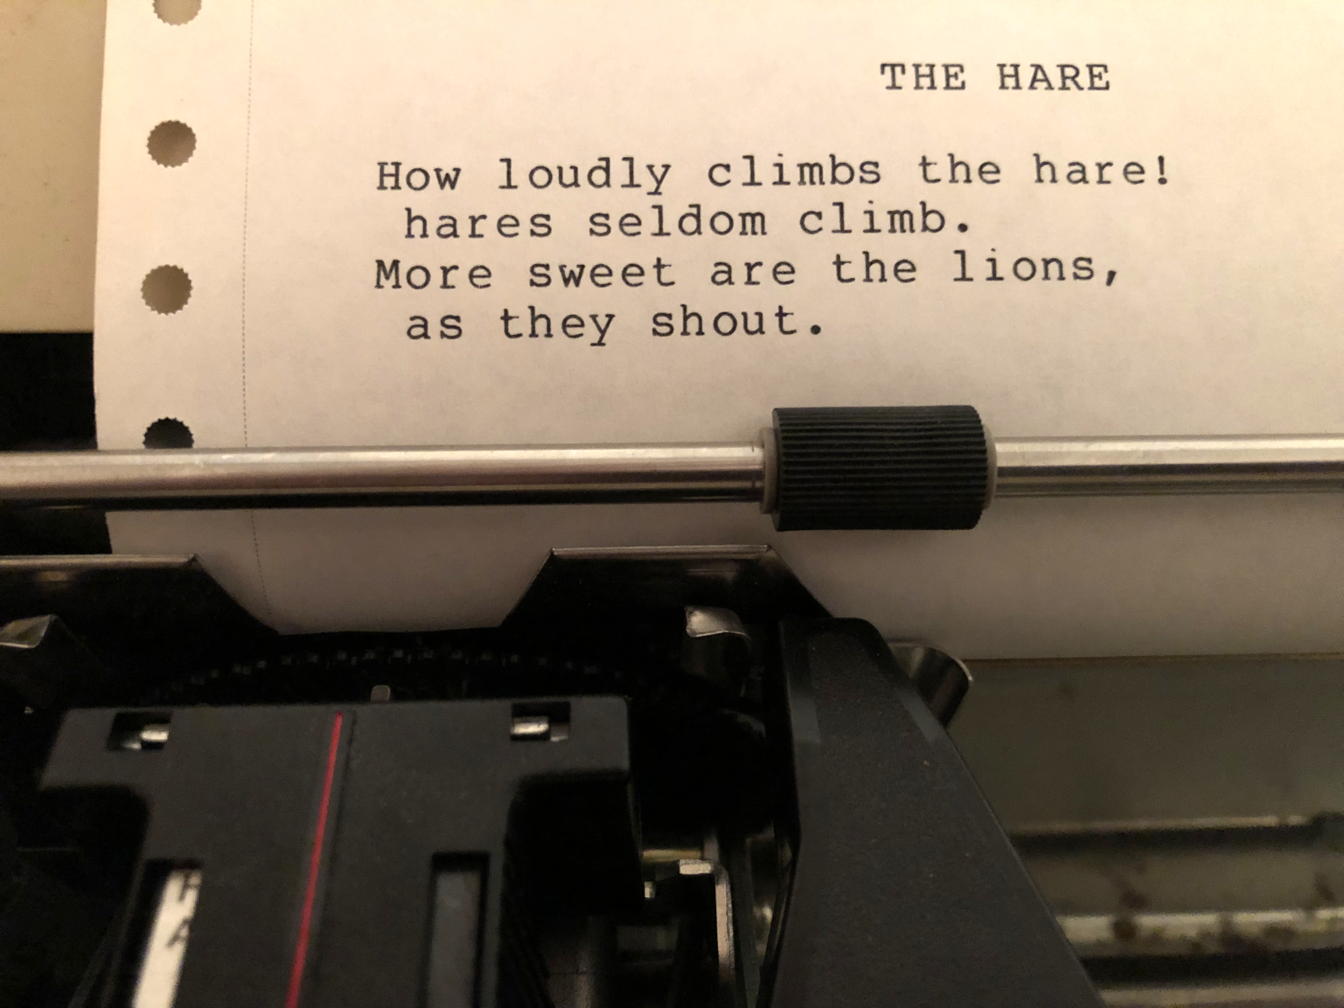 THE HARE
How loudly climbs the hare!
hares seldom climb.
More sweet are the lions,
as they shout.